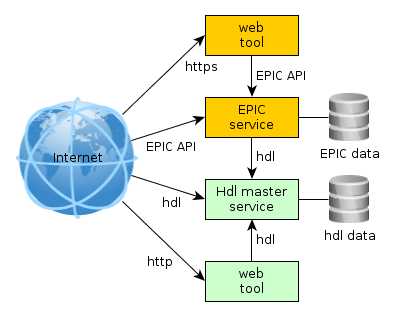 web
tool
https
EPIC API
EPIC
service
EPIC API
EPIC data
Internet
hdl
hdl
Hdl master
service
hdl data
hdl
http
web
tool